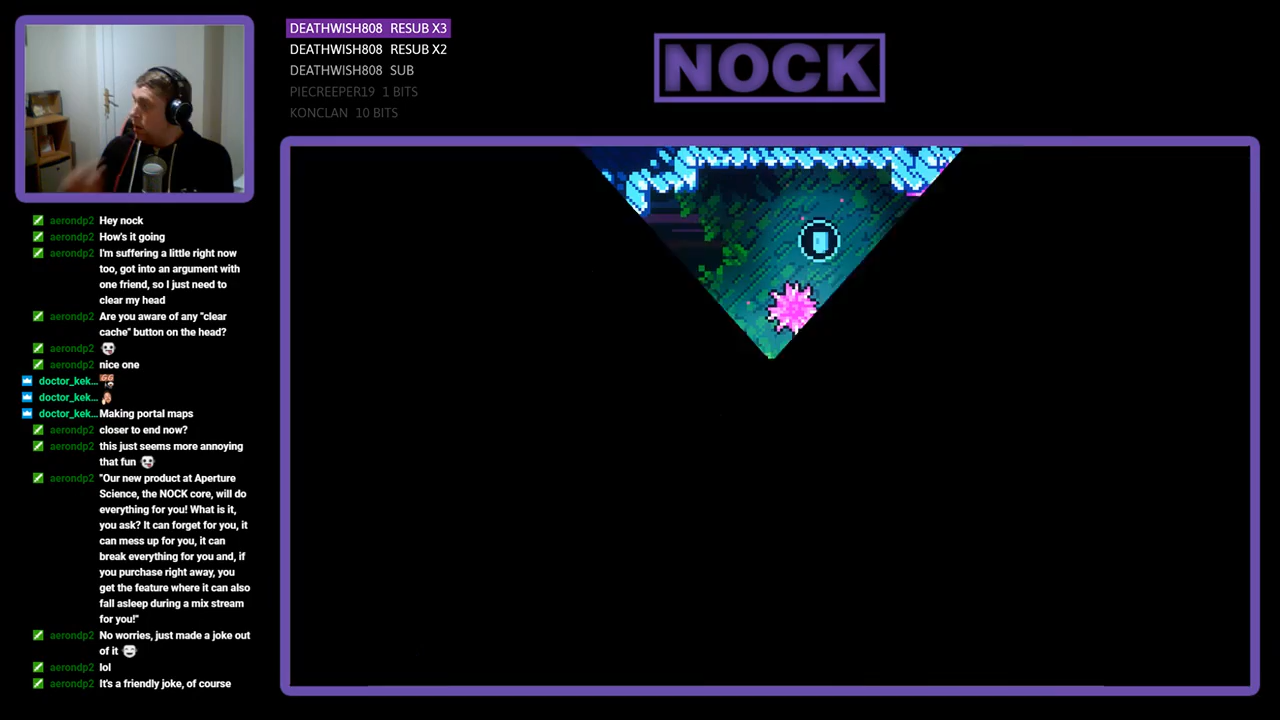 DEATHWISH808 RESUB X3
DEATHWISH808 RESUB X2
DEATHWISH808 SUB
PIECREEPER19 1 BITS
KONCLAN 10 BITS
NOCK
aerondp2 Hey nock
aerondp2 How's it going
aerondp2 I'm suffering a little right now
too, got into an argument with
one friend, so I just need to
clear my head
aerondp2 Are you aware of any "clear
cache" button on the head?
aerondp2
aerondp2 nice one
doctor_kek...
doctor_kek...
doctor_kek... Making portal maps
aerondp2 closer to end now?
aerondp2 this just seems more annoying
that fun
aerondp2 "Our new product at Aperture
Science, the NOCK core, will do
everything for you! What is it,
you ask? It can forget for you, it
can mess up for you, it can
break everything for you and, if
you purchase right away, you
get the feature where it can also
fall asleep during a mix stream
for you!"
aerondp2 No worries, just made a joke out
of it
aerondp2 lol
aerondp2 It's a friendly joke, of course